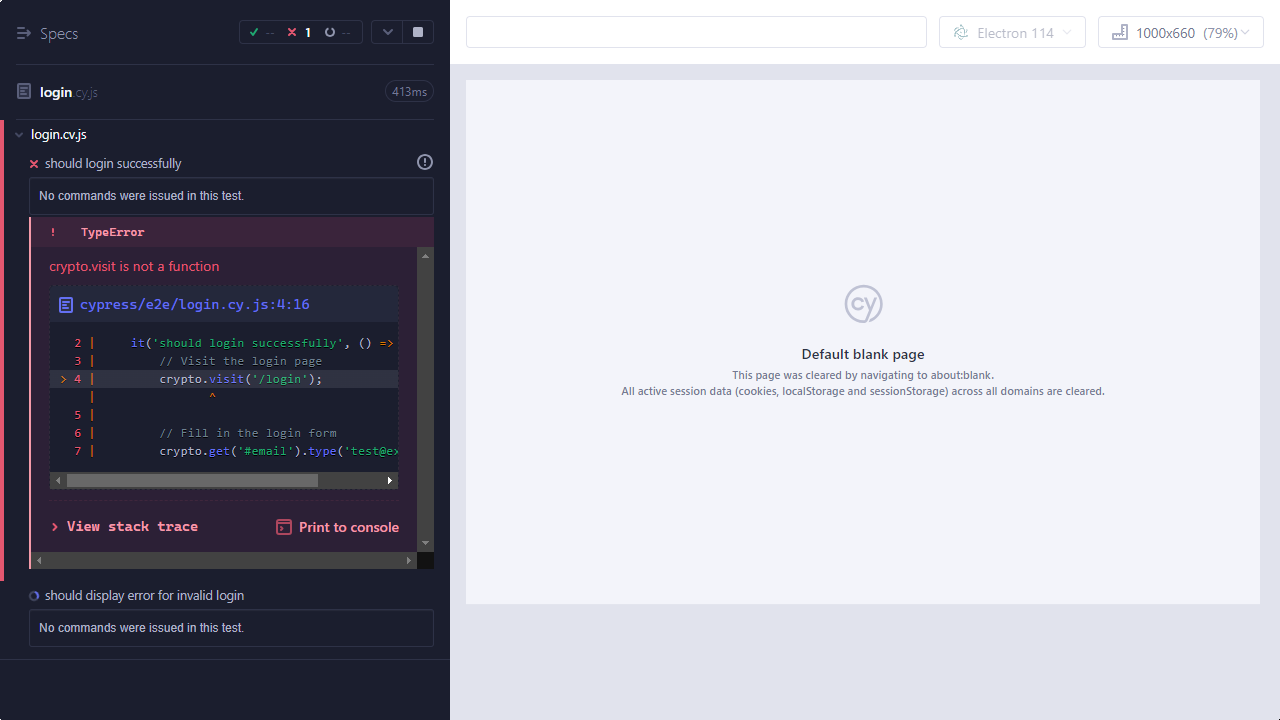 Specs
-- 1 --
Electron 114
1000x660 (79%)
login.cy.js
413ms
login.cv.js
should login successfully
No commands were issued in this test.
! TypeError
crypto.visit is not a function
cypress/e2e/login.cy.js:4:16
2 | it('should login successfully', () =>
3 | // Visit the login page
> 4 | crypto.visit('/login');
| ^
5 |
6 | // Fill in the login form
7 | crypto.get('#email').type('test@ex
View stack trace
Print to console
should display error for invalid login
No commands were issued in this test.
cy
Default blank page
This page was cleared by navigating to about:blank.
All active session data (cookies, localStorage and sessionStorage) across all domains are cleared.